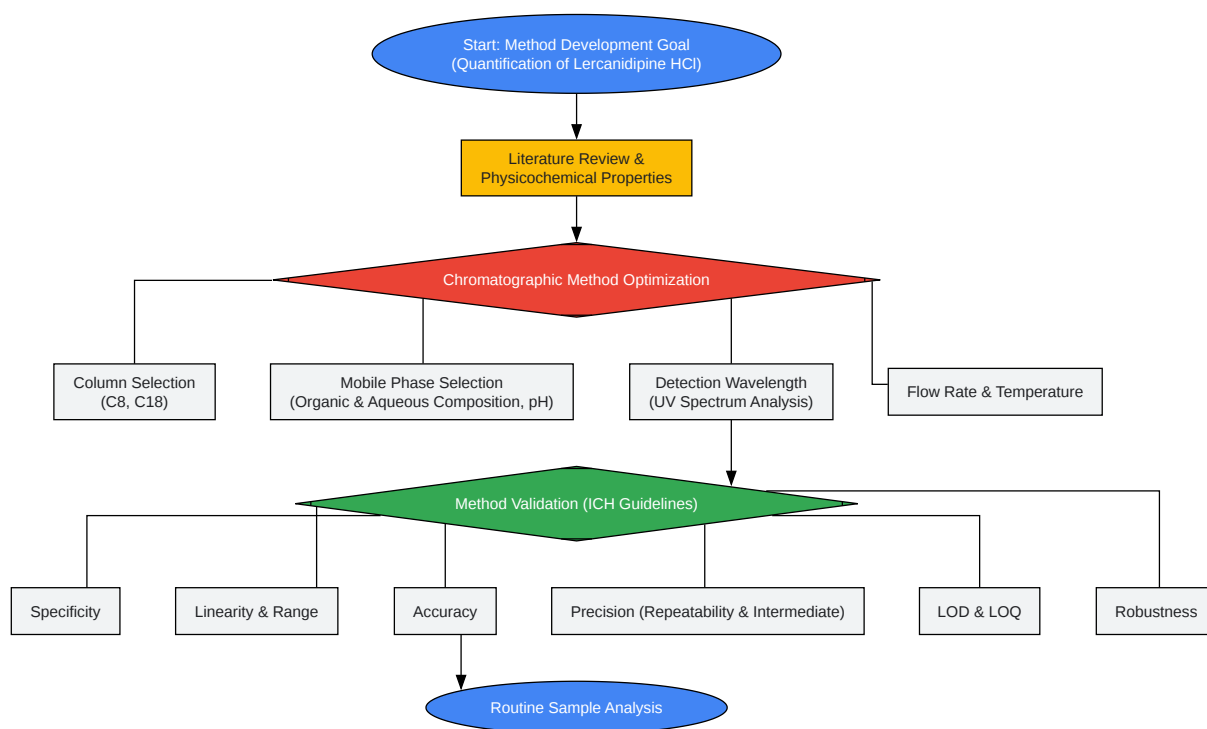 Start: Method Development Goal
(Quantification of Lercanidipine HCl)
Literature Review &
Physicochemical Properties
Chromatographic Method Optimization
Column Selection
(C8, C18)
Mobile Phase Selection
(Organic & Aqueous Composition, pH)
Detection Wavelength
(UV Spectrum Analysis)
Flow Rate & Temperature
Method Validation (ICH Guidelines)
Specificity
Linearity & Range
Accuracy
Precision (Repeatability & Intermediate)
LOD & LOQ
Robustness
Routine Sample Analysis